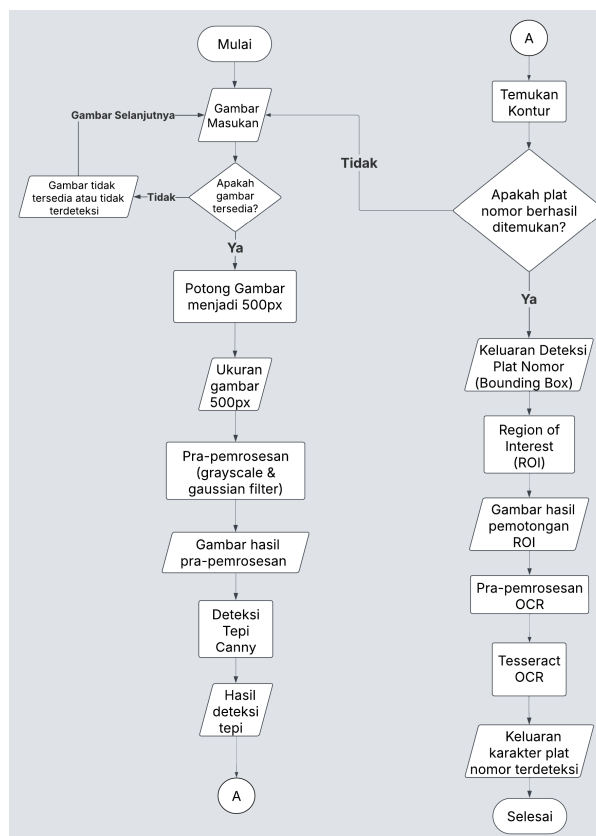 Mulai
Gambar
Masukan
Gambar Selanjutnya
Apakah
gambar
tersedia?
Tidak
Gambar tidak
tersedia atau tidak
terdeteksi
Ya
Potong Gambar
menjadi 500px
Ukuran
gambar
500px
Pra-pemrosesan
(grayscale &
gaussian filter)
Gambar hasil
pra-pemrosesan
Deteksi
Tepi
Canny
Hasil
deteksi
tepi
A
A
Temukan
Kontur
Apakah plat
nomor berhasil
ditemukan?
Tidak
Ya
Keluaran Deteksi
Plat Nomor
(Bounding Box)
Region of
Interest
(ROI)
Gambar hasil
pemotongan
ROI
Pra-pemrosesan
OCR
Tesseract
OCR
Keluaran
karakter plat
nomor terdeteksi
Selesai